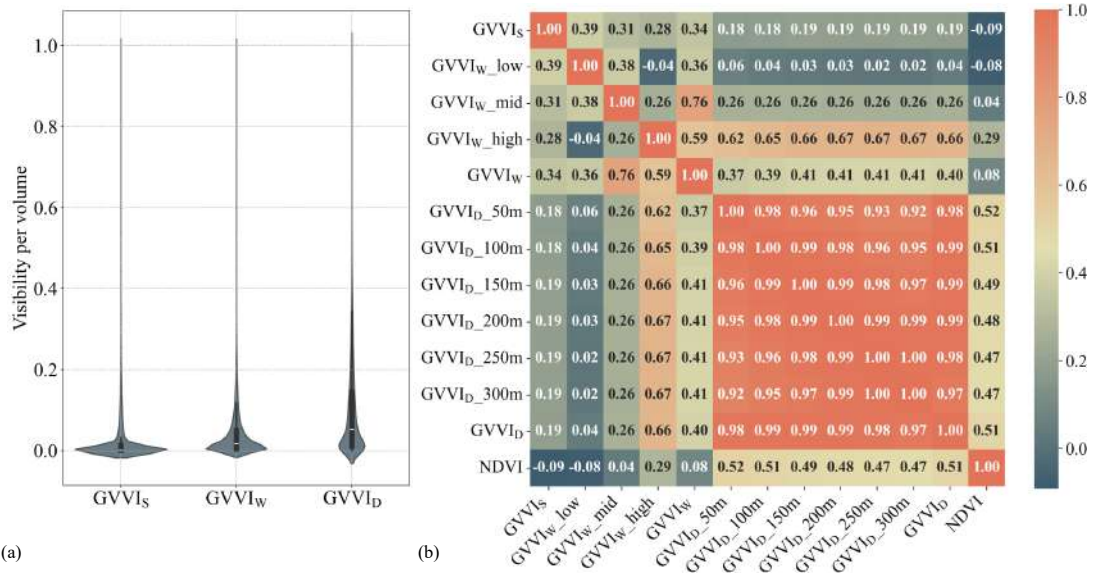 1.0
0.8
0.6
0.4
0.2
0.0
Visibility per volume
GVVIS GVVIW GVVID
(a)
GVVIS 1.00 0.39 0.31 0.28 0.34 0.18 0.18 0.19 0.19 0.19 0.19 0.19 -0.09
GVVIW_low 0.39 1.00 0.38 -0.04 0.36 0.06 0.04 0.03 0.03 0.02 0.02 0.04 -0.08
GVVIW_mid 0.31 0.38 1.00 0.26 0.76 0.26 0.26 0.26 0.26 0.26 0.26 0.26 0.04
GVVIW_high 0.28 -0.04 0.26 1.00 0.59 0.62 0.65 0.66 0.67 0.67 0.67 0.66 0.29
GVVIW 0.34 0.36 0.76 0.59 1.00 0.37 0.39 0.41 0.41 0.41 0.41 0.40 0.08
GVVID_50m 0.18 0.06 0.26 0.62 0.37 1.00 0.98 0.96 0.95 0.93 0.92 0.98 0.52
GVVID_100m 0.18 0.04 0.26 0.65 0.39 0.98 1.00 0.99 0.98 0.96 0.95 0.99 0.51
GVVID_150m 0.19 0.03 0.26 0.66 0.41 0.96 0.99 1.00 0.99 0.98 0.97 0.99 0.49
GVVID_200m 0.19 0.03 0.26 0.67 0.41 0.95 0.98 0.99 1.00 0.99 0.99 0.99 0.48
GVVID_250m 0.19 0.02 0.26 0.67 0.41 0.93 0.96 0.98 0.99 1.00 1.00 0.98 0.47
GVVID_300m 0.19 0.02 0.26 0.67 0.41 0.92 0.95 0.97 0.99 1.00 1.00 0.97 0.47
GVVID 0.19 0.04 0.26 0.66 0.40 0.98 0.99 0.99 0.99 0.98 0.97 1.00 0.51
NDVI -0.09 -0.08 0.04 0.29 0.08 0.52 0.51 0.49 0.48 0.47 0.47 0.51 1.00
GVVIS GVVIW_low GVVIW_mid GVVIW_high GVVIW GVVID_50m GVVID_100m GVVID_150m GVVID_200m GVVID_250m GVVID_300m GVVID NDVI
(b)
1.0
0.8
0.6
0.4
0.2
0.0